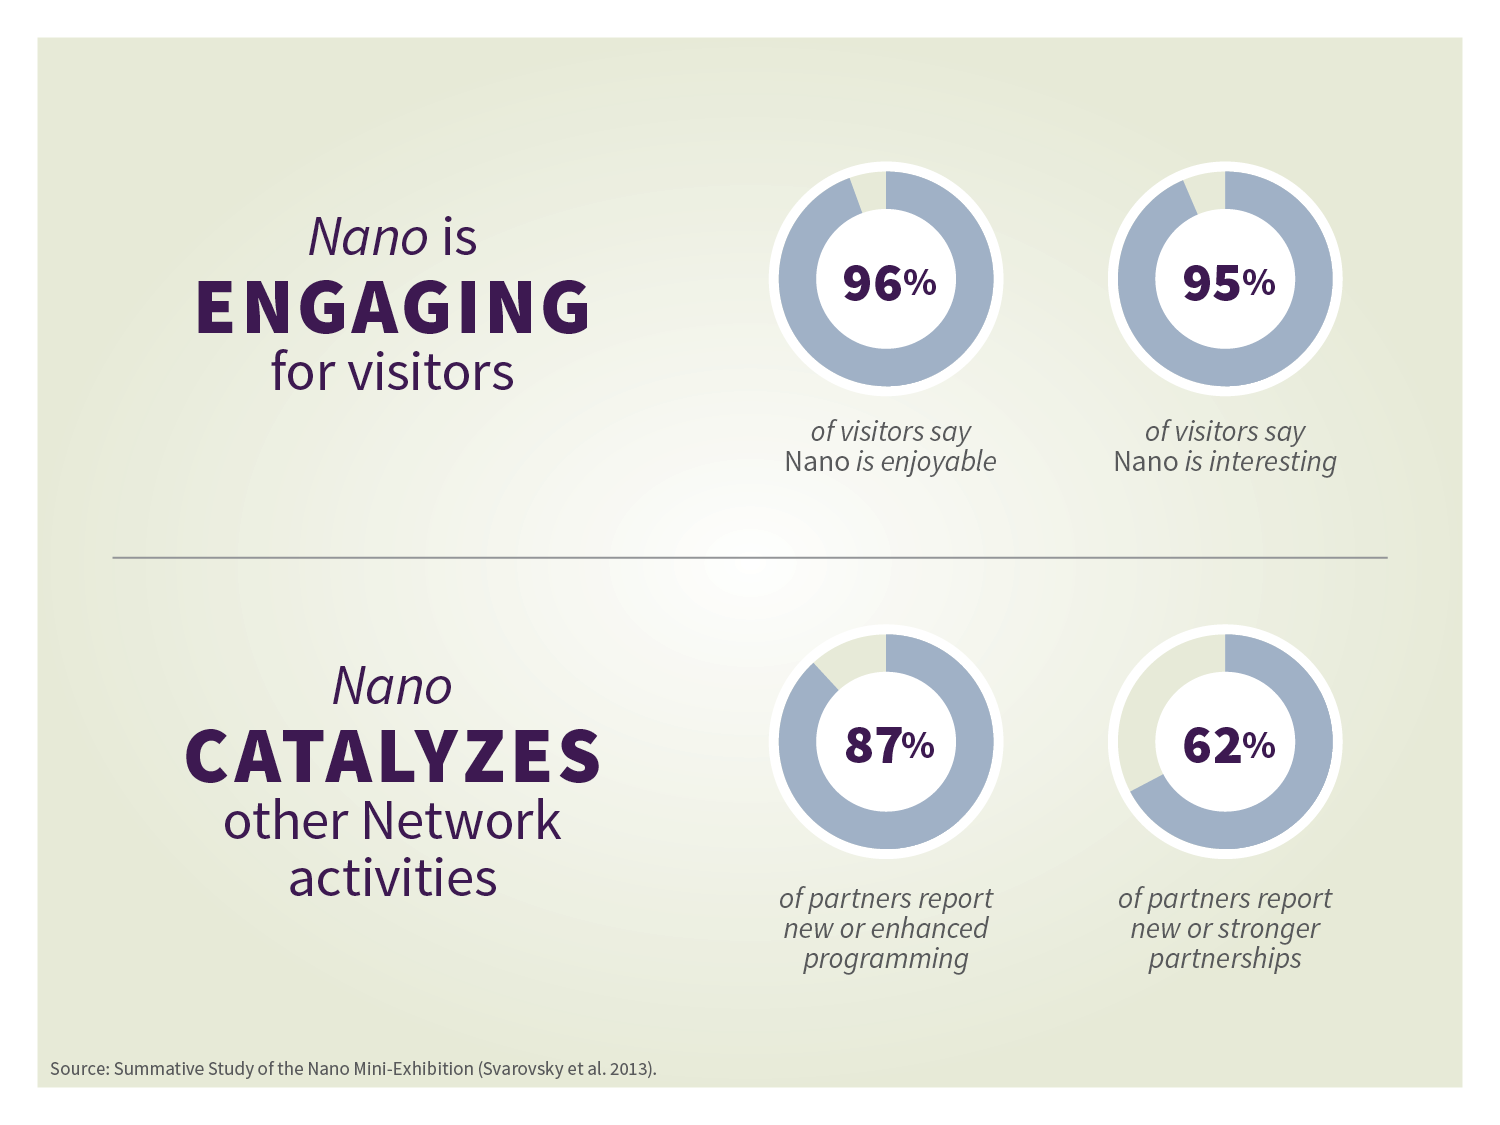 Nano is
ENGAGING
for visitors
96%
of visitors say
Nano is enjoyable
95%
of visitors say
Nano is interesting
Nano
CATALYZES
other Network
activities
87%
of partners report
new or enhanced
programming
62%
of partners report
new or stronger
partnerships
Source: Summative Study of the Nano Mini-Exhibition (Svarovsky et al. 2013).